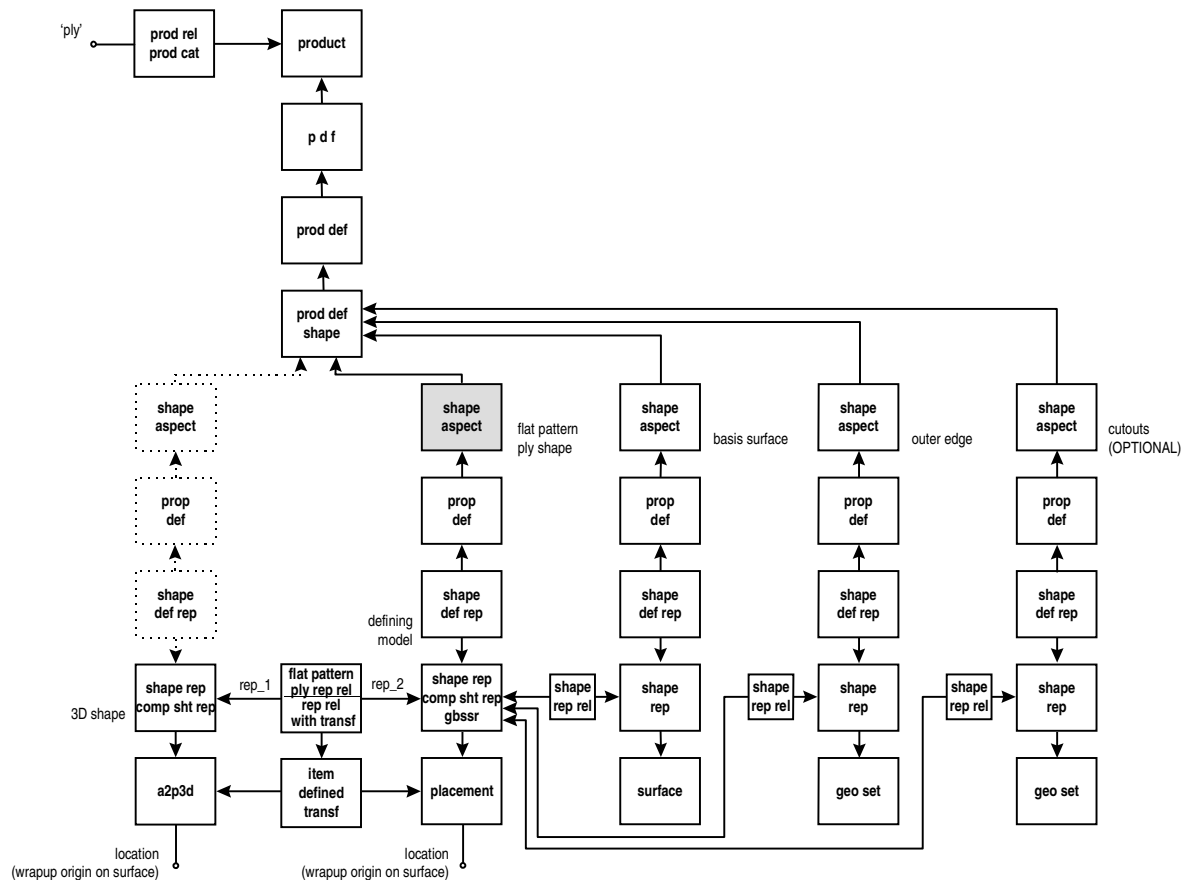 ‘ply’
prod rel
prod cat
product
p d f
prod def
prod def
shape
shape
aspect
shape
aspect
flat pattern
ply shape
shape
aspect
basis surface
shape
aspect
outer edge
shape
aspect
cutouts
(OPTIONAL)
prop
def
prop
def
prop
def
prop
def
prop
def
shape
def rep
defining
model
shape
def rep
shape
def rep
shape
def rep
shape
def rep
3D shape
shape rep
comp sht rep
rep_1
flat pattern
ply rep rel
rep rel
with transf
rep_2
shape rep
comp sht rep
gbssr
shape
rep rel
shape
rep
shape
rep rel
shape
rep
shape
rep rel
shape
rep
a2p3d
item
defined
transf
placement
surface
geo set
geo set
location
(wrapup origin on surface)
location
(wrapup origin on surface)